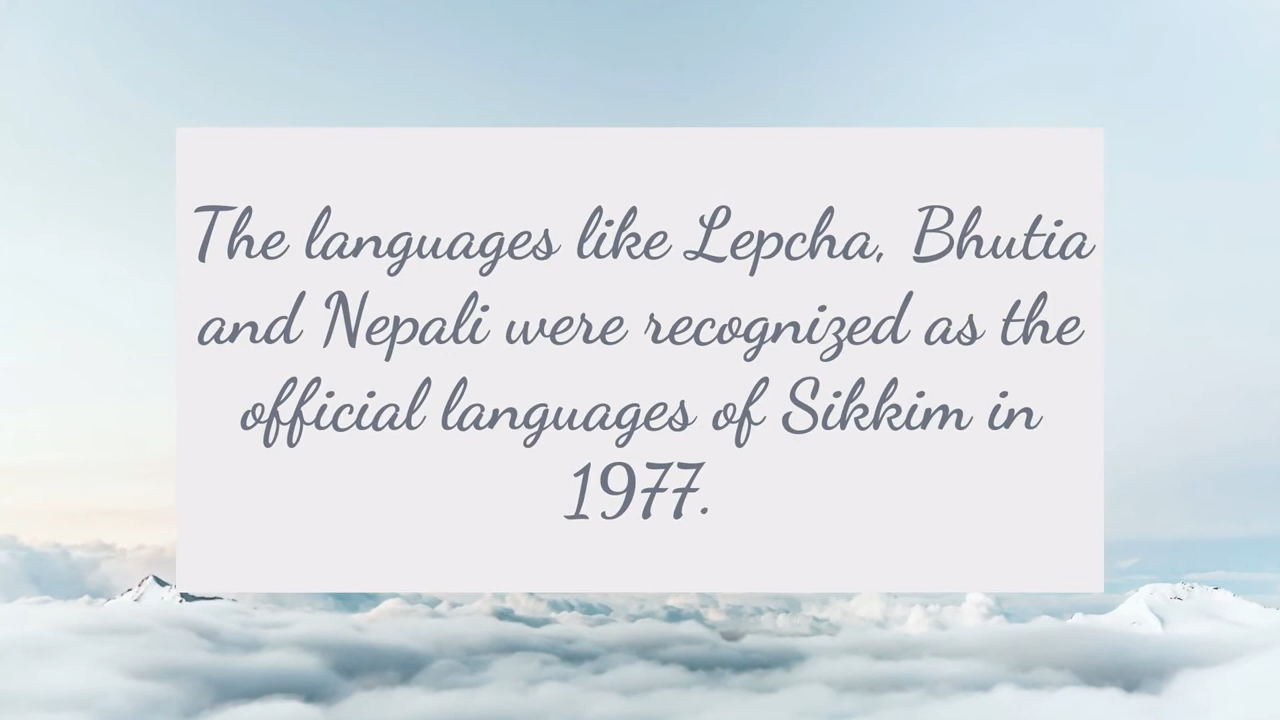 The languages like Lepcha, Bhutia
and Nepali were recognized as the
official languages of Sikkim in
1977.